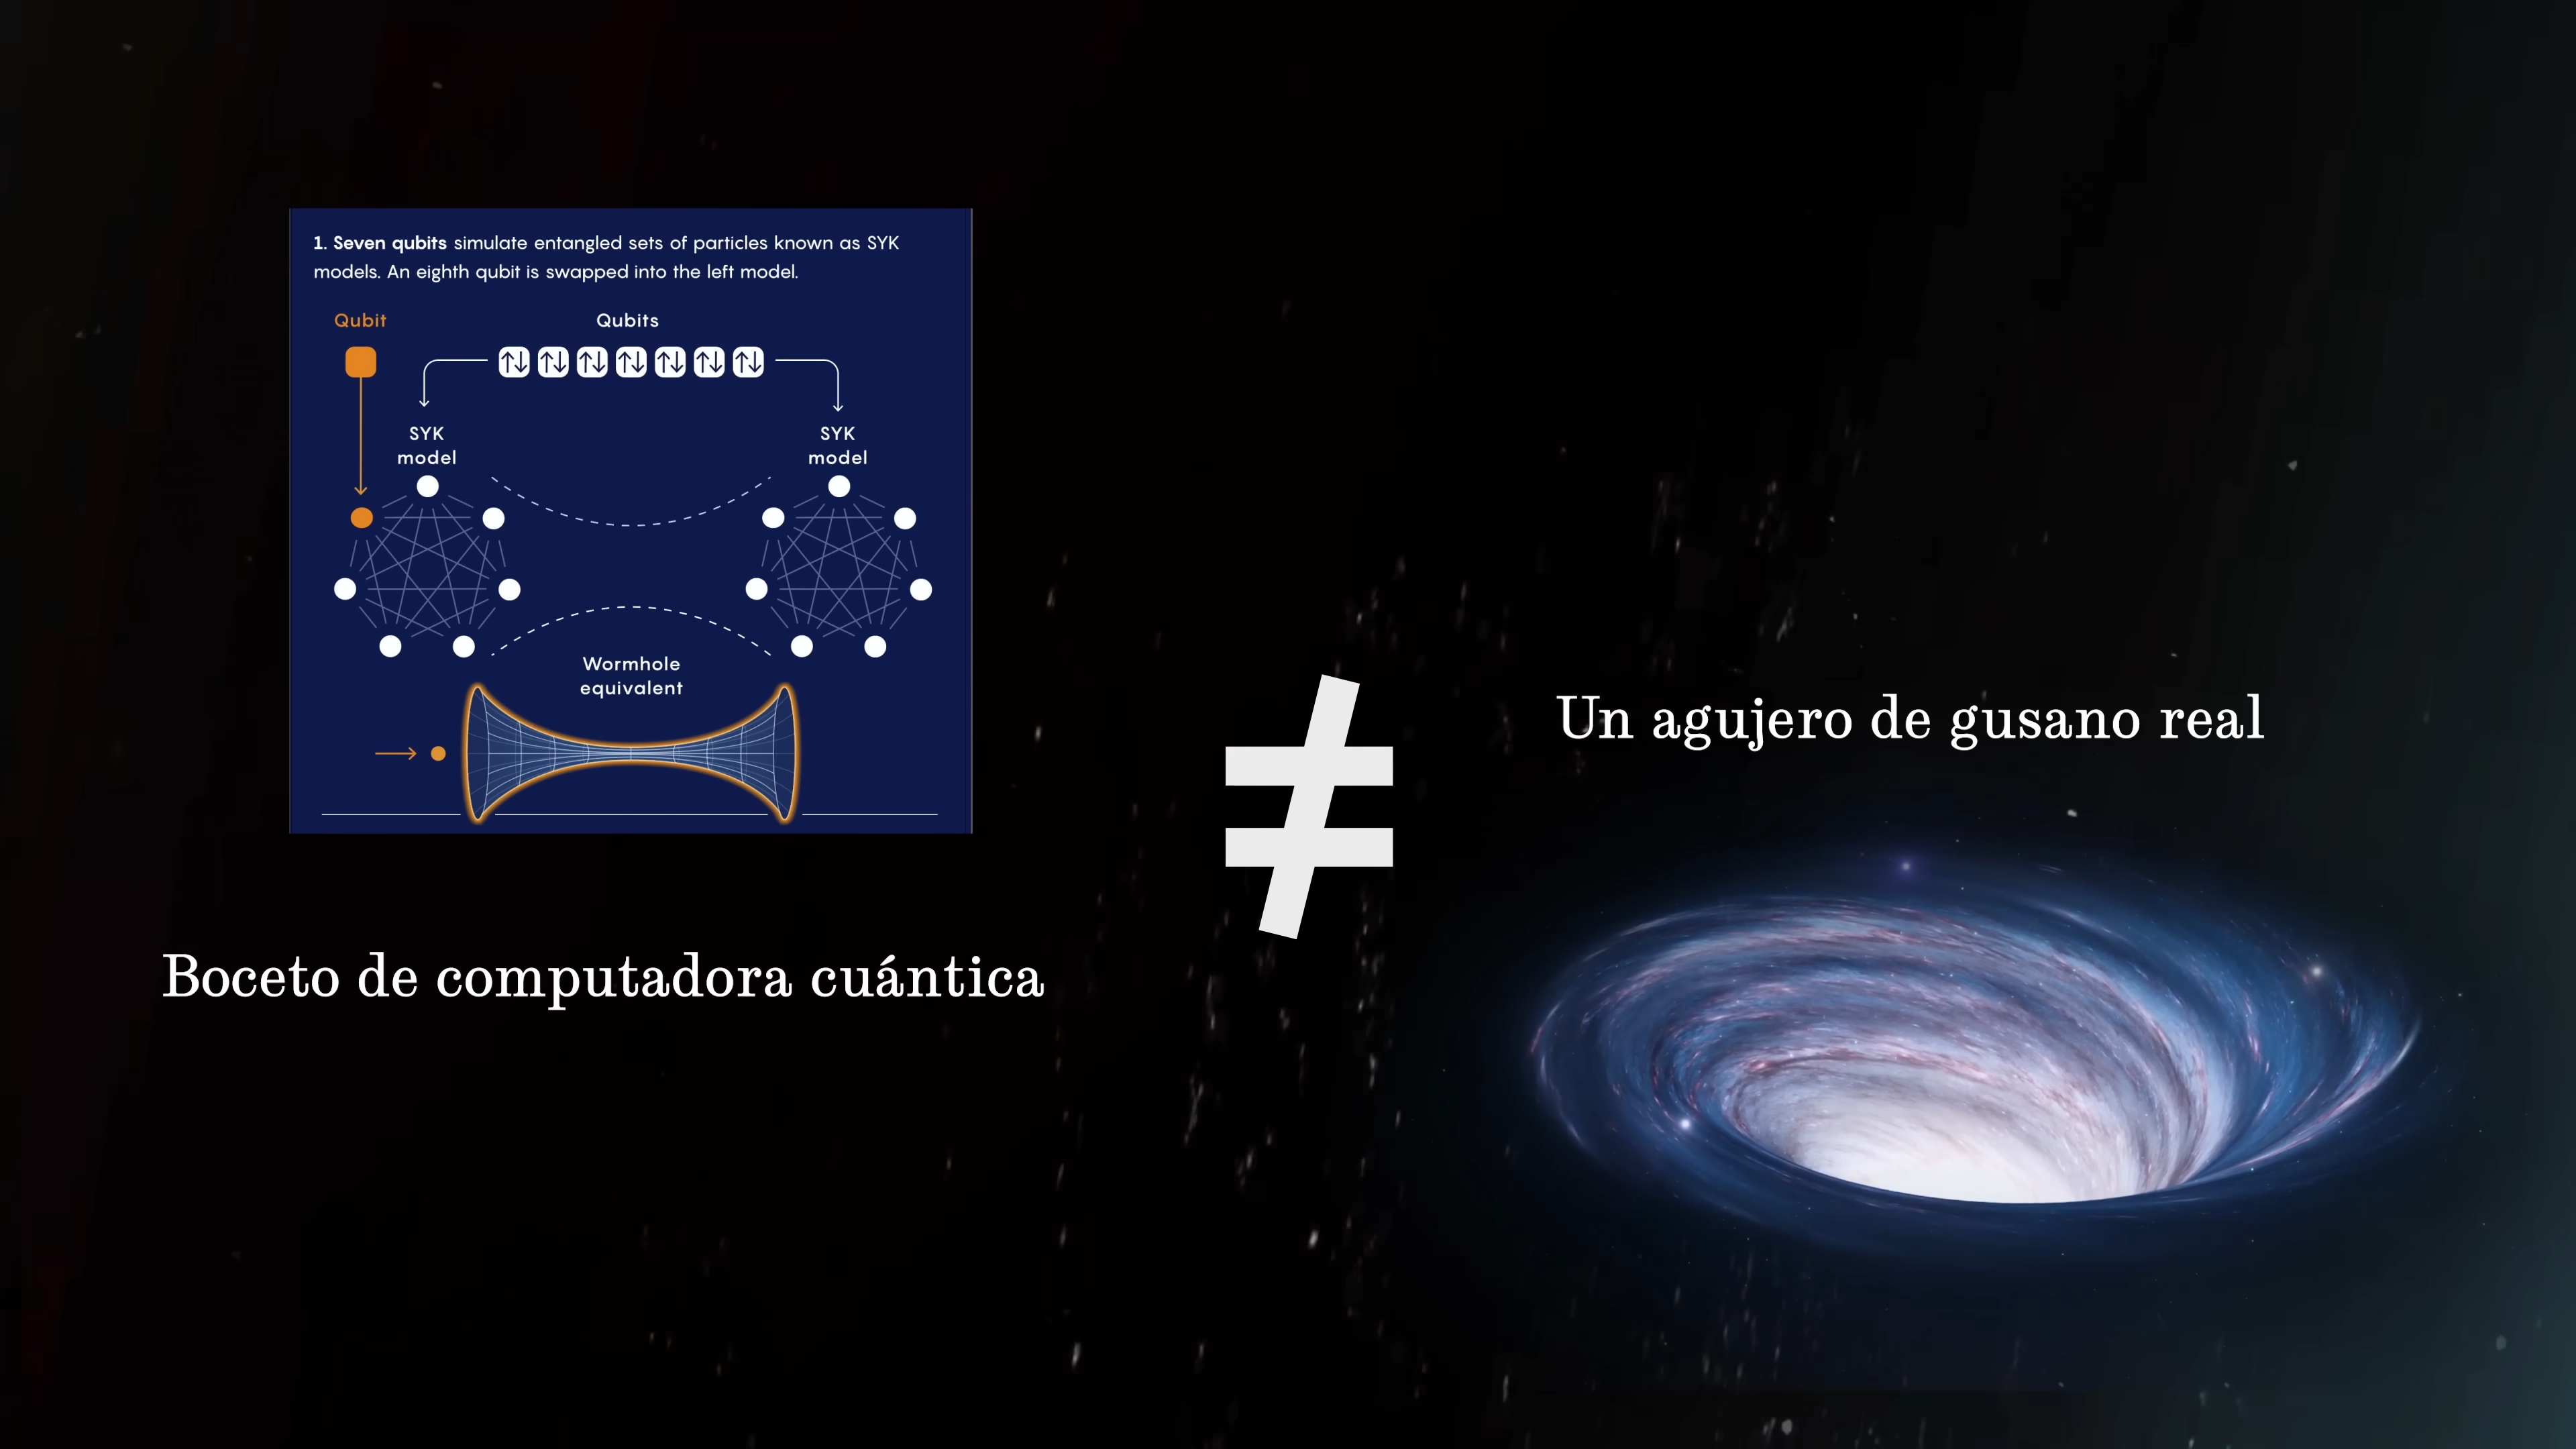 1. Seven qubits simulate entangled sets of particles known as SYK
models. An eighth qubit is swapped into the left model.
Qubit
Qubits
SYK
model
SYK
model
Wormhole
equivalent
Boceto de computadora cuántica
≠
Un agujero de gusano real